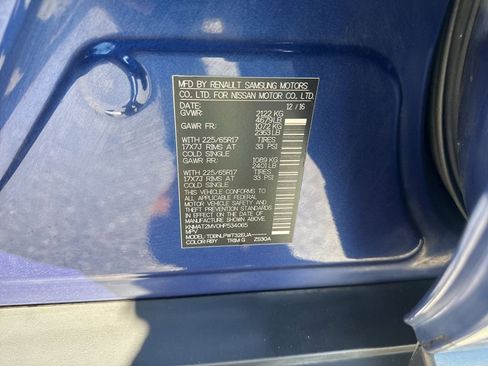 MFD BY RENAULT SAMSUNG MOTORS
CO. LTD. FOR NISSAN MOTOR CO. LTD.
DATE: 12/16
GVWR: 2122 KG
4679 LB
GAWR FR: 1072 KG
2363 LB
WITH 225/65R17 TIRES
17X7J RIMS AT 33 PSI
COLD SINGLE
GAWR RR: 1089 KG
2401 LB
WITH 225/65R17 TIRES
17X7J RIMS AT 33 PSI
COLD SINGLE
THIS VEHICLE CONFORMS TO
ALL APPLICABLE FEDERAL
MOTOR VEHICLE SAFETY AND
THEFT PREVENTION STANDARDS
IN EFFECT ON THE DATE OF
MANUFACTURE SHOWN ABOVE.
KNMAT2MV0HP534065
MPV
MODEL:
COLOR: RBY TRIM: G